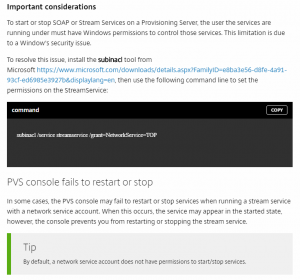 Important considerations
To start or stop SOAP or Stream Services on a Provisioning Server, the user the services are
running under must have Windows permissions to control those services. This limitation is due
to a Window's security issue.
To resolve this issue, install the subinacl tool from
Microsoft https://www.microsoft.com/downloads/details.aspx?FamilyID=e8ba3e56-d8fe-4a91-
93cf-ed6985e3927b&displaylang=en, then use the following command line to set the
permissions on the StreamService:
command
COPY
subinacl /service streamservice /grant=NetworkService=TOP
PVS console fails to restart or stop
In some cases, the PVS console may fail to restart or stop services when running a stream service
with a network service account. When this occurs, the service may appear in the started state,
however, the console prevents you from restarting or stopping the stream service.
Tip
By default, a network service account does not have permissions to start/stop services.